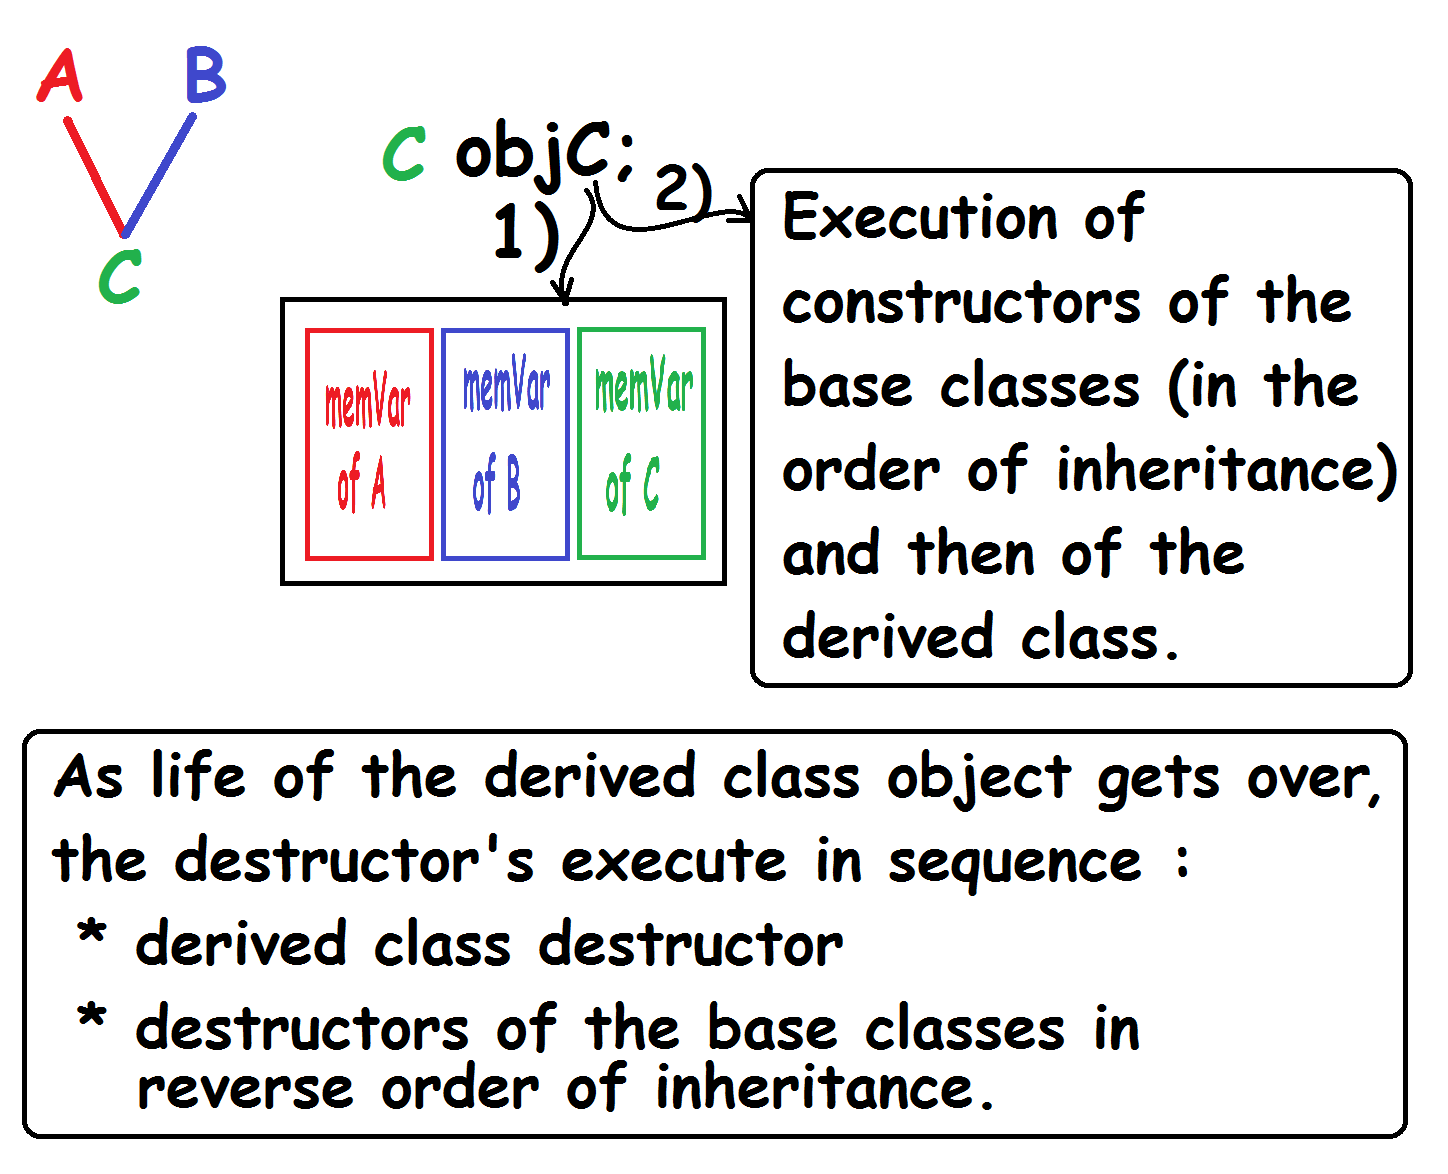 A B
C
C objC;
1)
2)
memVar
of A
memVar
of B
memVar
of C
Execution of
constructors of the
base classes (in the
order of inheritance)
and then of the
derived class.
As life of the derived class object gets over,
the destructor's execute in sequence :
* derived class destructor
* destructors of the base classes in
reverse order of inheritance.